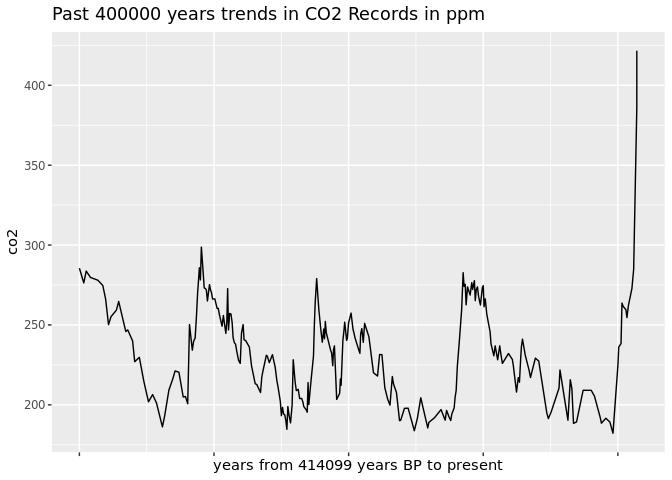 Past 400000 years trends in CO2 Records in ppm
400
350
300
250
200
co2
years from 414099 years BP to present